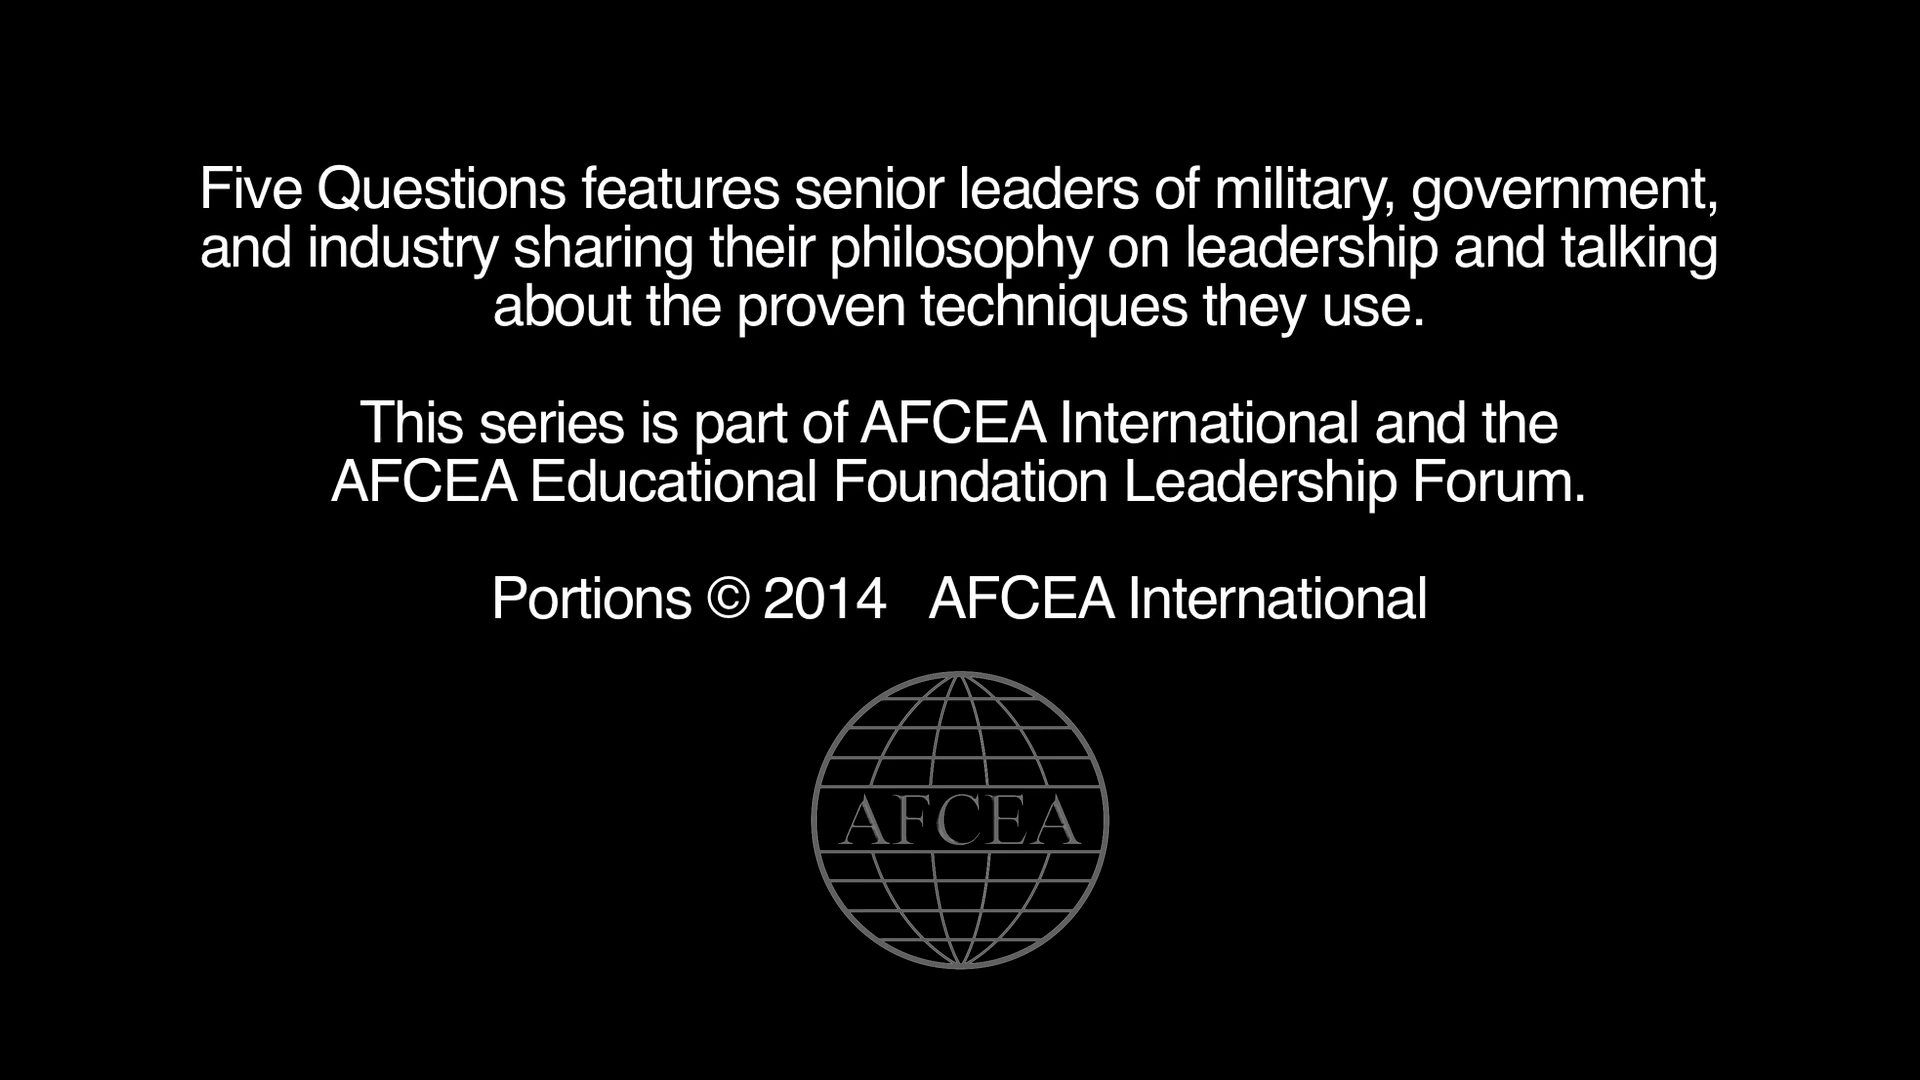 Five Questions features senior leaders of military, government,
and industry sharing their philosophy on leadership and talking
about the proven techniques they use.
This series is part of AFCEA International and the
AFCEA Educational Foundation Leadership Forum.
Portions © 2014 AFCEA International
AFCEA